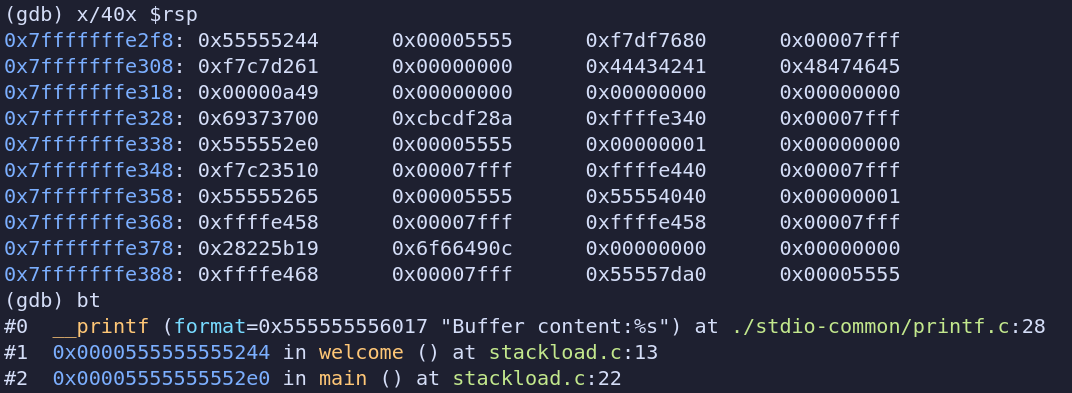 (gdb) x/40x $rsp
0x7fffffffe2f8: 0x55555244 0x00005555 0xf7df7680 0x00007fff
0x7fffffffe308: 0xf7c7d261 0x00000000 0x44434241 0x48474645
0x7fffffffe318: 0x00000a49 0x00000000 0x00000000 0x00000000
0x7fffffffe328: 0x69373700 0xcbcdf28a 0xffffe340 0x00007fff
0x7fffffffe338: 0x555552e0 0x00005555 0x00000001 0x00000000
0x7fffffffe348: 0xf7c23510 0x00007fff 0xffffe440 0x00007fff
0x7fffffffe358: 0x55555265 0x00005555 0x55554040 0x00000001
0x7fffffffe368: 0xffffe458 0x00007fff 0xffffe458 0x00007fff
0x7fffffffe378: 0x28225b19 0x6f66490c 0x00000000 0x00000000
0x7fffffffe388: 0xffffe468 0x00007fff 0x55557da0 0x00005555
(gdb) bt
#0  __printf (format=0x555555556017 "Buffer content:%s") at ./stdio-common/printf.c:28
#1  0x0000555555555244 in welcome () at stackload.c:13
#2  0x00005555555552e0 in main () at stackload.c:22